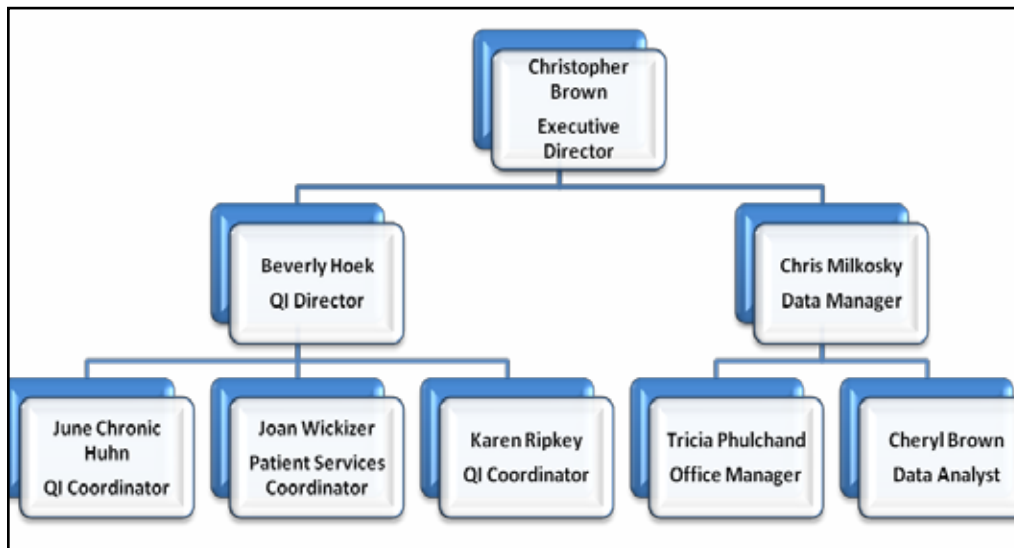 Christopher
Brown
Executive
Director
Beverly Hoek
QI Director
Chris Milkosky
Data Manager
June Chronic
Huhn
QI Coordinator
Joan Wickizer
Patient Services
Coordinator
Karen Ripkey
QI Coordinator
Tricia Phulchand
Office Manager
Cheryl Brown
Data Analyst